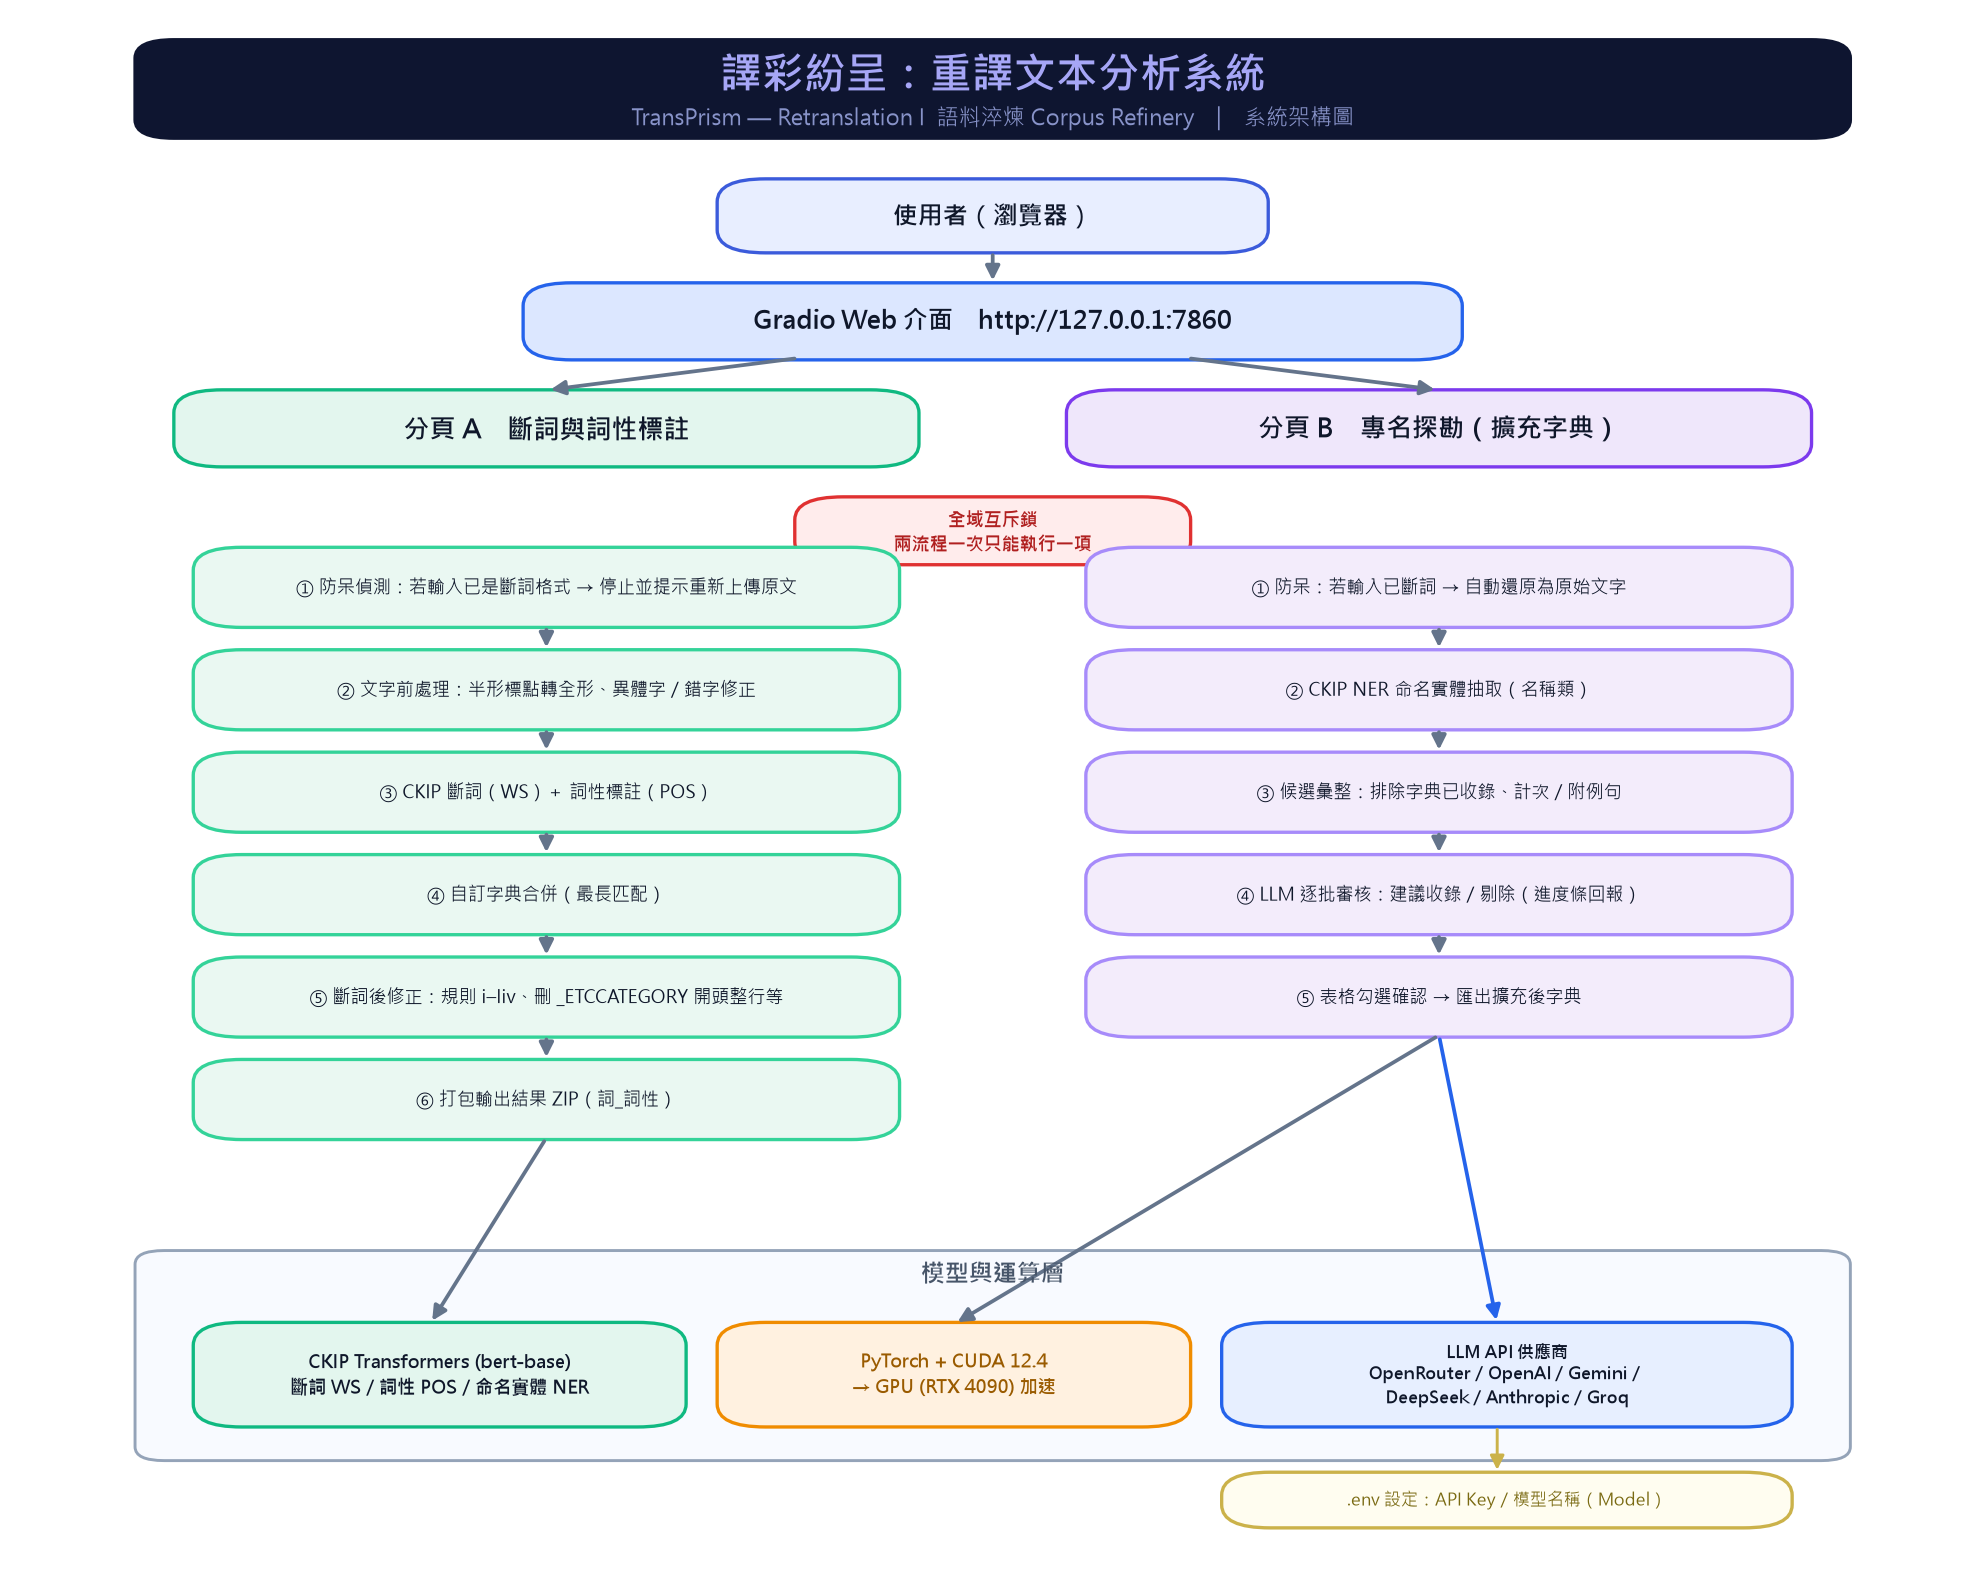 譯彩紛呈：重譯文本分析系統
TransPrism — Retranslation l 語料淬煉 Corpus Refinery ｜ 系統架構圖
使用者（瀏覽器）
Gradio Web 介面 http://127.0.0.1:7860
分頁 A 斷詞與詞性標註
分頁 B 專名探勘（擴充字典）
全域互斥鎖
兩流程一次只能執行一項
① 防呆偵測：若輸入已是斷詞格式 → 停止並提示重新上傳原文
② 文字前處理：半形標點轉全形、異體字 / 錯字修正
③ CKIP 斷詞（WS）+ 詞性標註（POS）
④ 自訂字典合併（最長匹配）
⑤ 斷詞後修正：規則 i–liv、刪 _ETCCATEGORY 開頭整行等
⑥ 打包輸出結果 ZIP（詞_詞性）
① 防呆：若輸入已斷詞 → 自動還原為原始文字
② CKIP NER 命名實體抽取（名稱類）
③ 候選彙整：排除字典已收錄、計次 / 附例句
④ LLM 逐批審核：建議收錄 / 剔除（進度條回報）
⑤ 表格勾選確認 → 匯出擴充後字典
模型與運算層
CKIP Transformers (bert-base)
斷詞 WS / 詞性 POS / 命名實體 NER
PyTorch + CUDA 12.4
→ GPU (RTX 4090) 加速
LLM API 供應商
OpenRouter / OpenAI / Gemini /
DeepSeek / Anthropic / Groq
.env 設定：API Key / 模型名稱（Model）